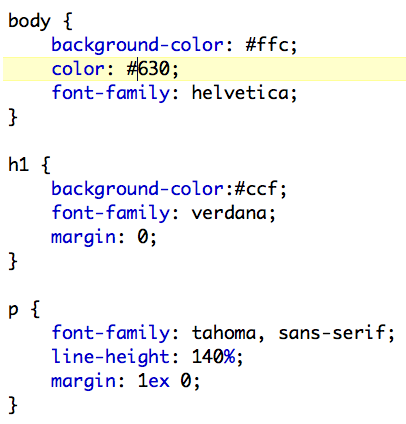 body {
    background-color: #ffc;
    color: #630;
    font-family: helvetica;
}

h1 {
    background-color:#ccf;
    font-family: verdana;
    margin: 0;
}

p {
    font-family: tahoma, sans-serif;
    line-height: 140%;
    margin: 1ex 0;
}